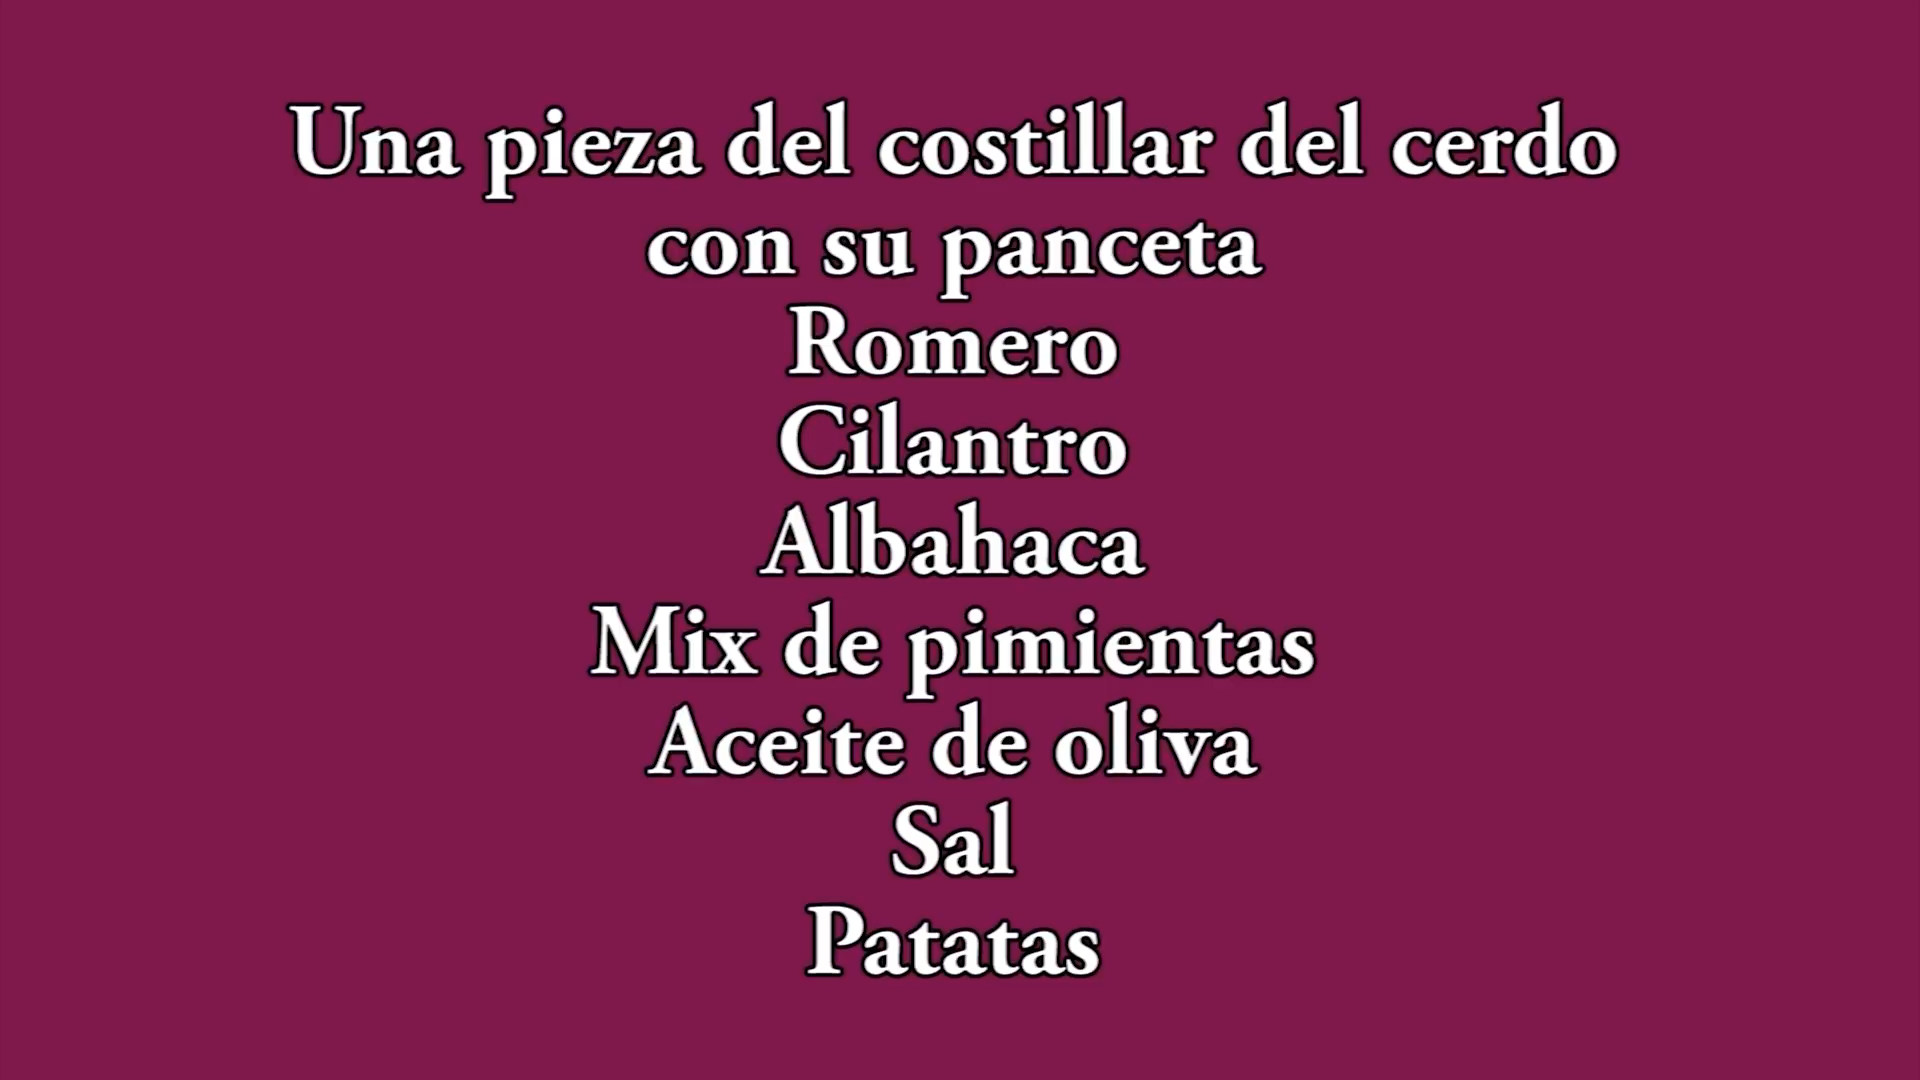 Una pieza del costillar del cerdo
con su panceta
Romero
Cilantro
Albahaca
Mix de pimientas
Aceite de oliva
Sal
Patatas